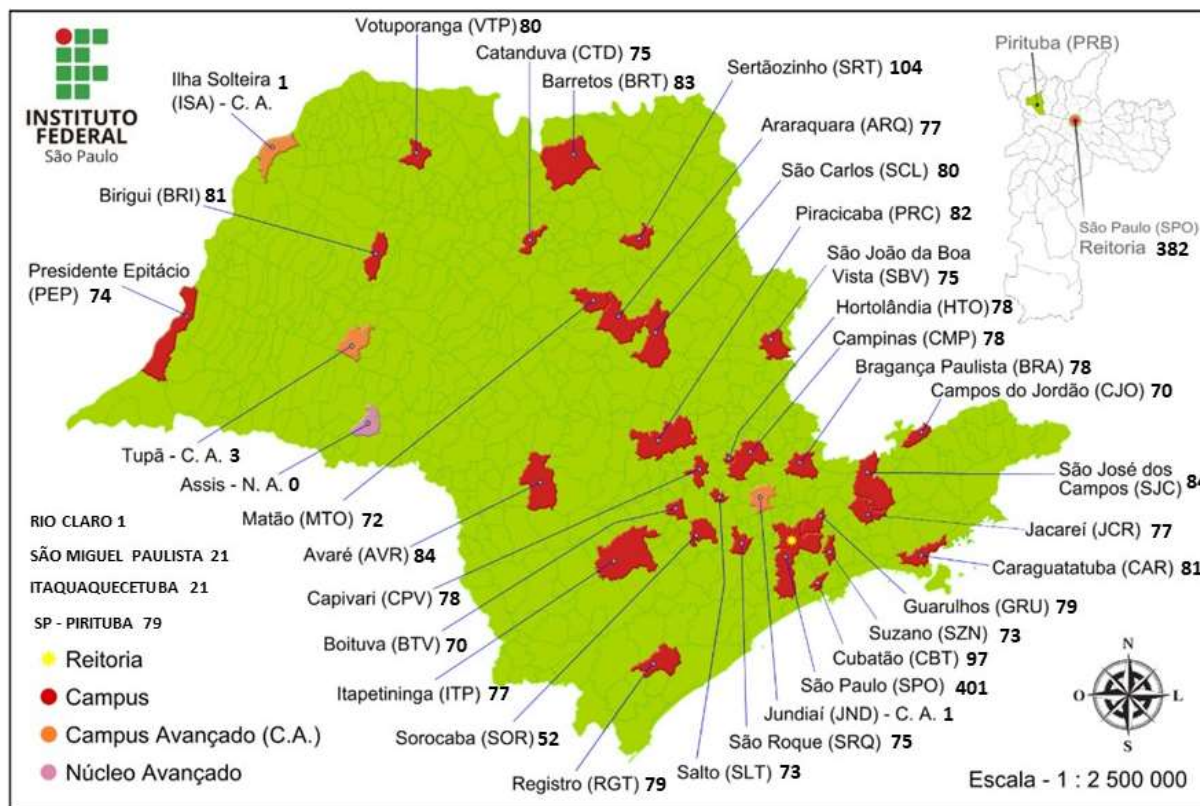 INSTITUTO
FEDERAL
São Paulo
Votuporanga (VTP) 80
Catanduva (CTD) 75
Barretos (BRT) 83
Sertãozinho (SRT) 104
Ilha Solteira 1
(ISA) - C. A.
Araraquara (ARQ) 77
São Carlos (SCL) 80
Birigui (BRI) 81
Piracicaba (PRC) 82
Presidente Epitácio
(PEP) 74
São João da Boa
Vista (SBV) 75
Hortolândia (HTO) 78
Campinas (CMP) 78
Bragança Paulista (BRA) 78
Campos do Jordão (CJO) 70
Pirituba (PRB)
São Paulo (SPO)
Reitoria 382
Tupã - C. A. 3
Assis - N. A. 0
Matão (MTO) 72
Avaré (AVR) 84
Capivari (CPV) 78
Boituva (BTV) 70
Itapetininga (ITP) 77
Sorocaba (SOR) 52
Registro (RGT) 79
São José dos
Campos (SJC) 84
Jacareí (JCR) 77
Caraguatatuba (CAR) 81
Guarulhos (GRU) 79
Suzano (SZN) 73
Cubatão (CBT) 97
São Paulo (SPO) 401
Jundiaí (JND) - C. A. 1
São Roque (SRQ) 75
Salto (SLT) 73
RIO CLARO 1
SÃO MIGUEL PAULISTA 21
ITAQUAQUECETUBA 21
SP - PIRITUBA 79
Reitoria
Campus
Campus Avançado (C.A.)
Núcleo Avançado
N
O
L
S
Escala - 1 : 2 500 000